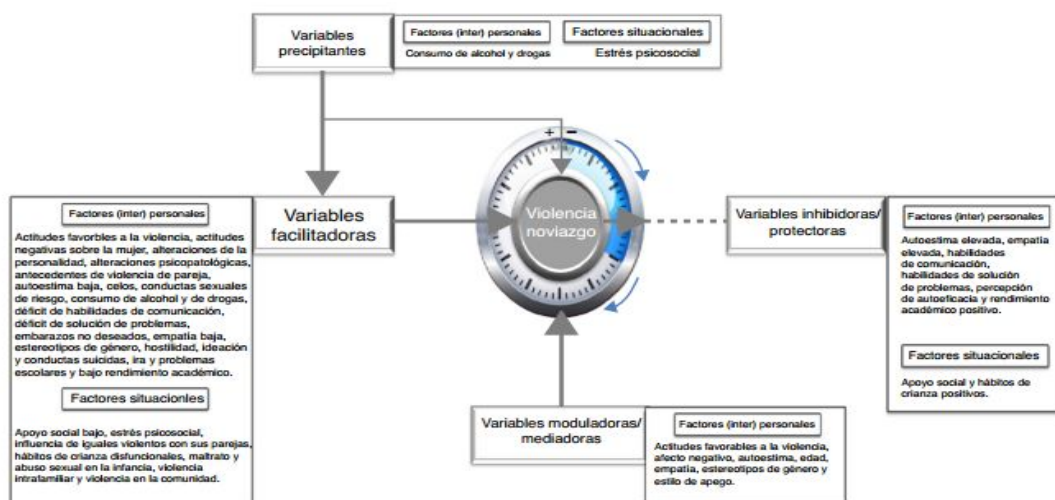 Variables
precipitantes
Factores (inter) personales
Consumo de alcohol y drogas
Factores situacionales
Estrés psicosocial
+ −
Violencia
noviazgo
Variables
facilitadoras
Factores (inter) personales
Actitudes favorbles a la violencia, actitudes
negativas sobre la mujer, alteraciones de la
personalidad, alteraciones psicopatológicas,
antecedentes de violencia de pareja,
autoestima baja, celos, conductas sexuales
de riesgo, consumo de alcohol y de drogas,
déficit de habilidades de comunicación,
déficit de solución de problemas,
embarazos no deseados, empatía baja,
estereotipos de género, hostilidad, ideación
y conductas suicidas, ira y problemas
escolares y bajo rendimiento académico.
Factores situacionles
Apoyo social bajo, estrés psicosocial,
influencia de iguales violentos con sus parejas,
hábitos de crianza disfuncionales, maltrato y
abuso sexual en la infancia, violencia
intrafamiliar y violencia en la comunidad.
Variables inhibidoras/
protectoras
Factores (inter) personales
Autoestima elevada, empatía
elevada, habilidades
de comunicación,
habilidades de solución
de problemas, percepción
de autoeficacia y rendimiento
académico positivo.
Factores situacionales
Apoyo social y hábitos de
crianza positivos.
Variables moduladoras/
mediadoras
Factores (inter) personales
Actitudes favorables a la violencia,
afecto negativo, autoestima, edad,
empatía, estereotipos de género y
estilo de apego.